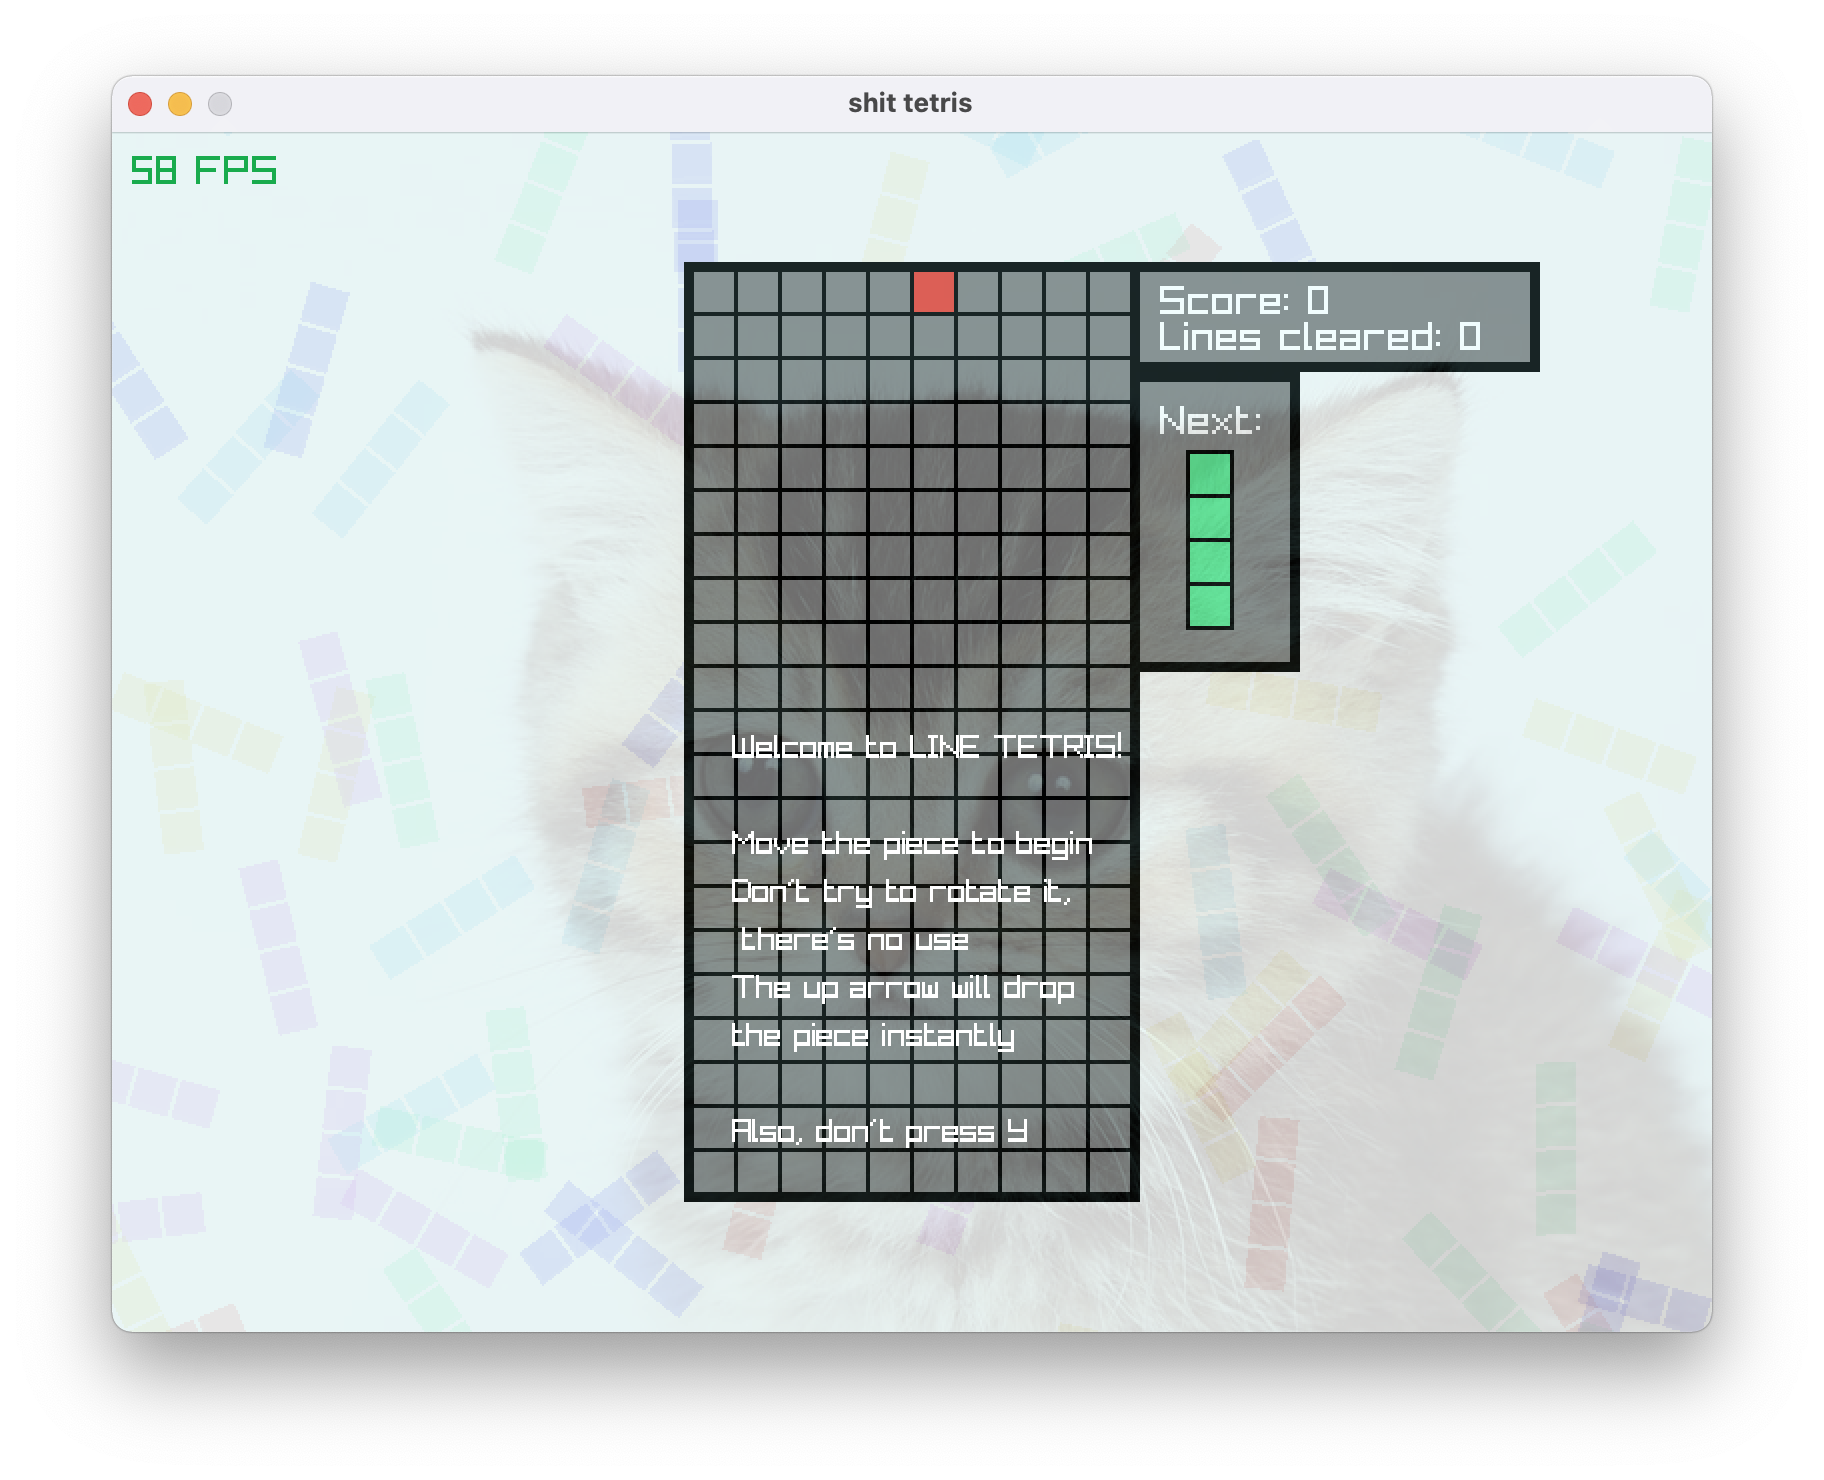 shit tetris
58 FPS
Score: 0
Lines cleared: 0
Next:
Welcome to LINE TETRIS!
Move the piece to begin
Don't try to rotate it,
there's no use
The up arrow will drop
the piece instantly
Also, don't press Y